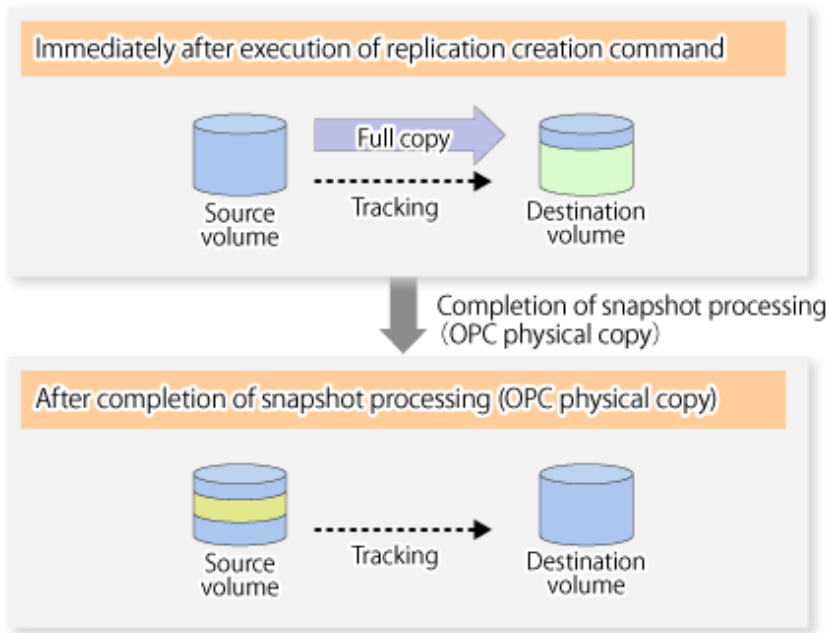 Immediately after execution of replication creation command
Full copy
Tracking
Source
volume
Destination
volume
Completion of snapshot processing
(OPC physical copy)
After completion of snapshot processing (OPC physical copy)
Tracking
Source
volume
Destination
volume